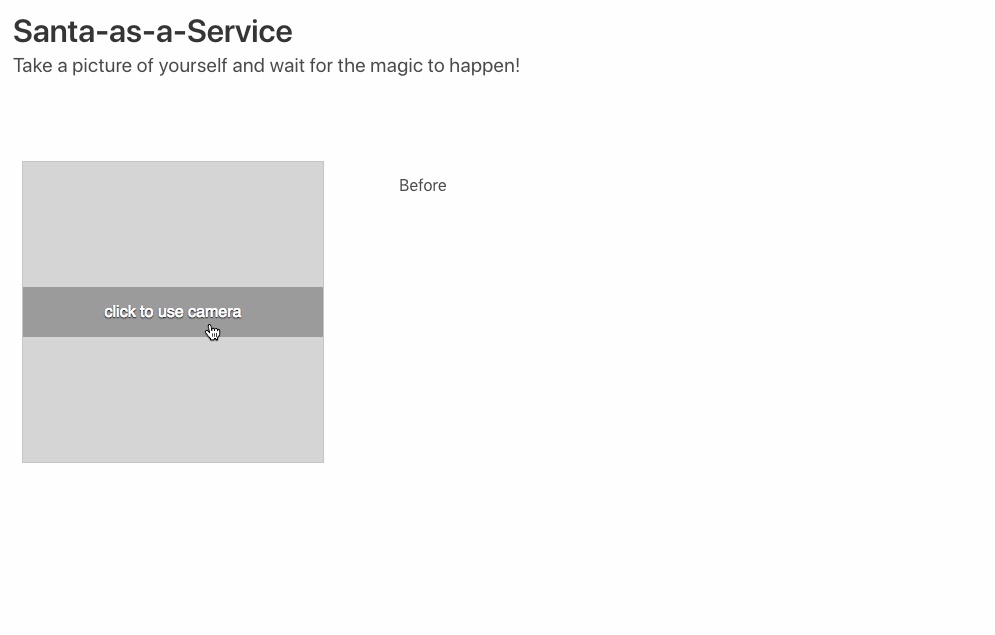 Santa-as-a-Service
Take a picture of yourself and wait for the magic to happen!
Before
click to use camera